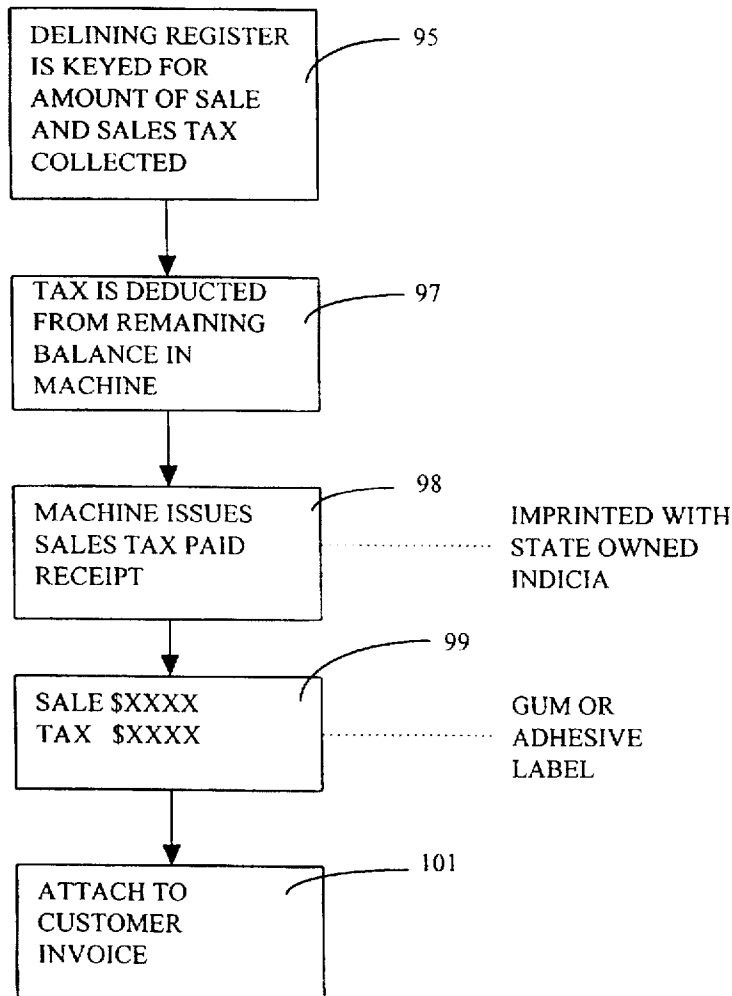 DELINING REGISTER
IS KEYED FOR
AMOUNT OF SALE
AND SALES TAX
COLLECTED
95
TAX IS DEDUCTED
FROM REMAINING
BALANCE IN
MACHINE
97
MACHINE ISSUES
SALES TAX PAID
RECEIPT
98
IMPRINTED WITH
STATE OWNED
INDICIA
SALE $XXXX
TAX $XXXX
99
GUM OR
ADHESIVE
LABEL
ATTACH TO
CUSTOMER
INVOICE
101